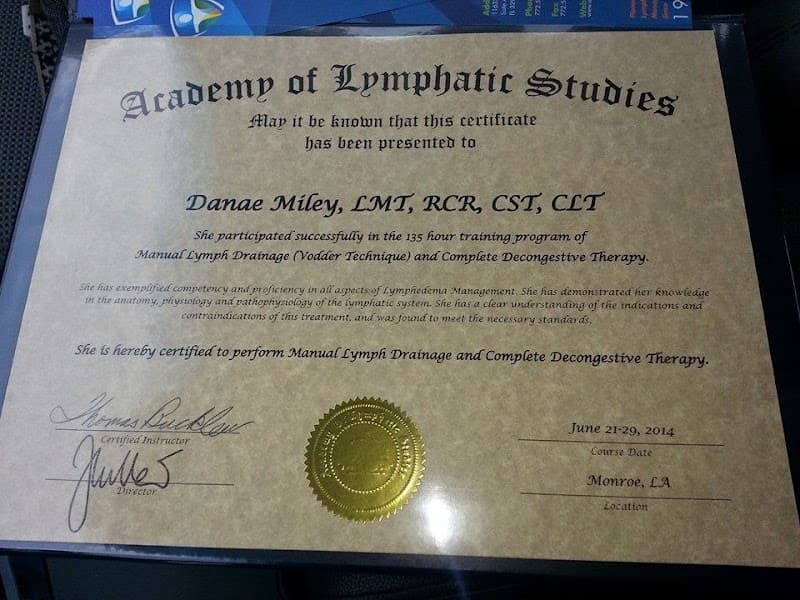 Academy of Lymphatic Studies
May it be known that this certificate
has been presented to
Danae Miley, LMT, RCR, CST, CLT
She participated successfully in the 135 hour training program of
Manual Lymph Drainage (Vodder Technique) and Complete Decongestive Therapy.
She has exemplified competency and proficiency in all aspects of Lymphedema Management. She has demonstrated her knowledge
in the anatomy, physiology and pathophysiology of the lymphatic system. She has a clear understanding of the indications and
contraindications of this treatment, and was found to meet the necessary standards.
She is hereby certified to perform Manual Lymph Drainage and Complete Decongestive Therapy.
Certified Instructor
Director
June 21-29, 2014
Course Date
Monroe, LA
Location